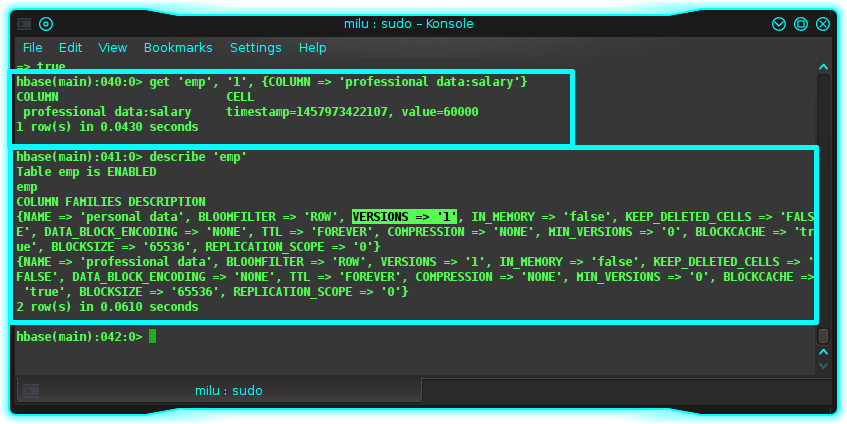 milu : sudo – Konsole
File Edit View Bookmarks Settings Help
=> true
hbase(main):040:0> get 'emp', '1', {COLUMN => 'professional data:salary'}
COLUMN CELL
professional data:salary timestamp=1457973422107, value=60000
1 row(s) in 0.0430 seconds
hbase(main):041:0> describe 'emp'
Table emp is ENABLED
emp
COLUMN FAMILIES DESCRIPTION
{NAME => 'personal data', BLOOMFILTER => 'ROW', VERSIONS => '1', IN_MEMORY => 'false', KEEP_DELETED_CELLS => 'FALS
E', DATA_BLOCK_ENCODING => 'NONE', TTL => 'FOREVER', COMPRESSION => 'NONE', MIN_VERSIONS => '0', BLOCKCACHE => 'tr
ue', BLOCKSIZE => '65536', REPLICATION_SCOPE => '0'}
{NAME => 'professional data', BLOOMFILTER => 'ROW', VERSIONS => '1', IN_MEMORY => 'false', KEEP_DELETED_CELLS => '
FALSE', DATA_BLOCK_ENCODING => 'NONE', TTL => 'FOREVER', COMPRESSION => 'NONE', MIN_VERSIONS => '0', BLOCKCACHE =>
'true', BLOCKSIZE => '65536', REPLICATION_SCOPE => '0'}
2 row(s) in 0.0610 seconds
hbase(main):042:0>
milu : sudo